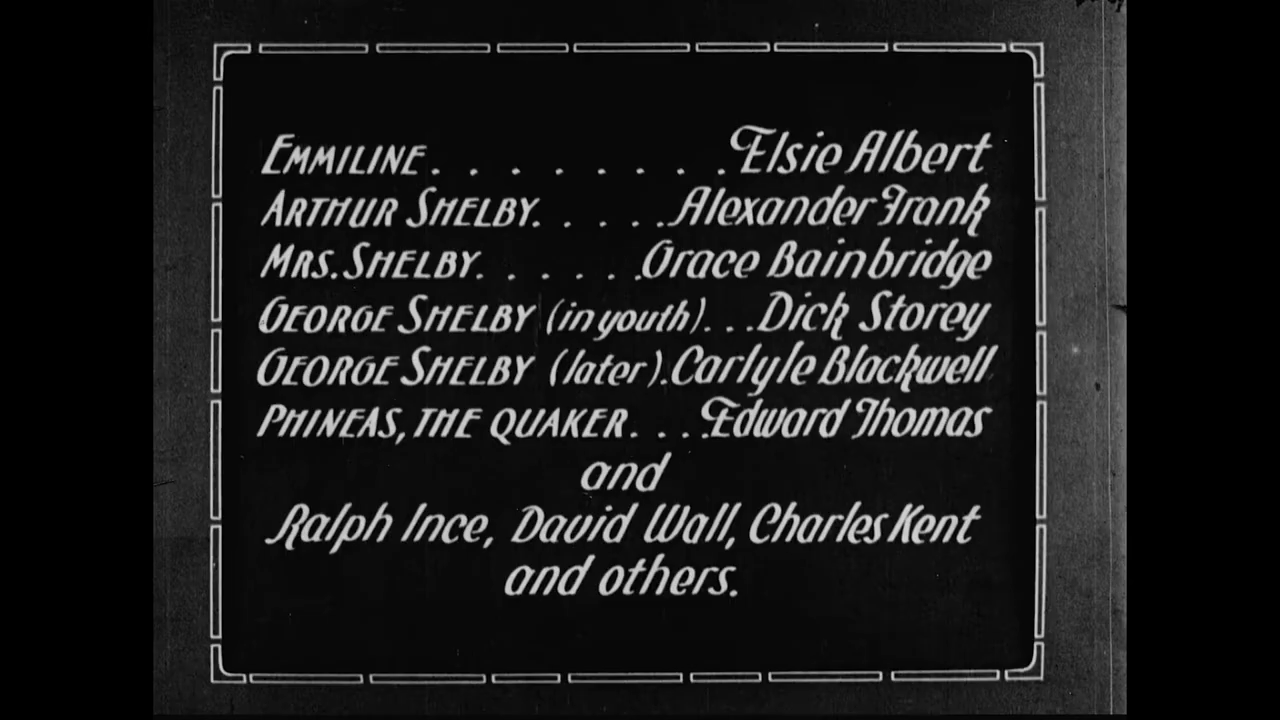 EMMILINE. . . . . . . . Elsie Albert
ARTHUR SHELBY. . . . . Alexander Frank
MRS. SHELBY. . . . . . Grace Bainbridge
GEORGE SHELBY (in youth). . . Dick Storey
GEORGE SHELBY (later). Carlyle Blackwell
PHINEAS, THE QUAKER. . . . Edward Thomas
and
Ralph Ince, David Wall, Charles Kent
and others.